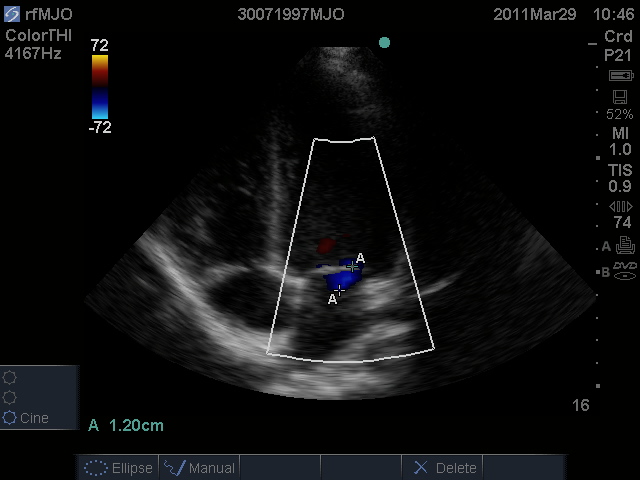 rfMJO 30071997MJO 2011Mar29 10:46
ColorTHI
4167Hz
72
-72
Crd
P21
52%
MI
1.0
TIS
0.9
74
A
B
DVD
A
A
16
Cine
A 1.20cm
Ellipse Manual Delete